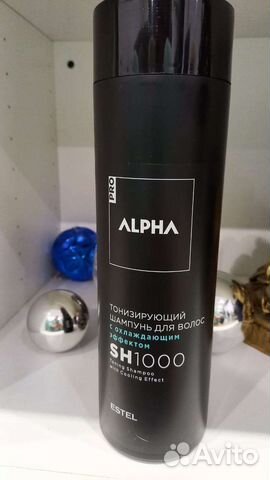 PRO
ALPHA
ТОНИЗИРУЮЩИЙ
ШАМПУНЬ ДЛЯ ВОЛОС
с охлаждающим
эффектом
SH1000
Toning Shampoo
with Cooling Effect
ESTEL
Avito